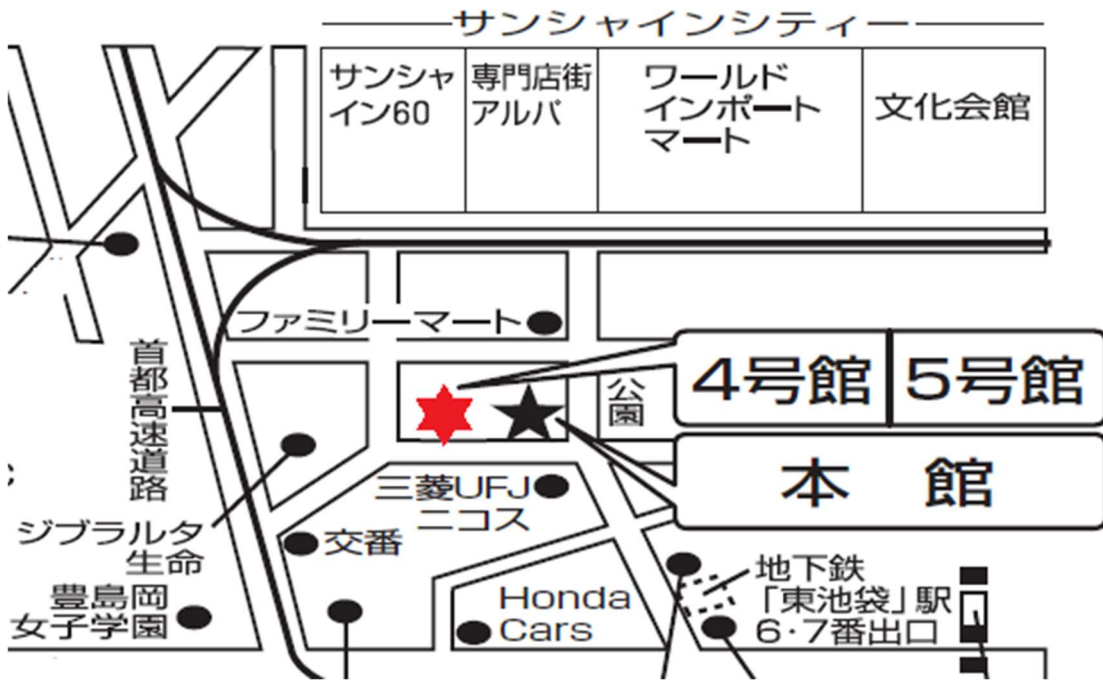 サンシャインシティー
サンシャ
イン60
専門店街
アルパ
ワールド
インポート
マート
文化会館
ファミリーマート
首都高速道路
公園
4号館
5号館
本 館
三菱UFJ
ニコス
ジブラルタ
生命
交番
豊島岡
女子学園
Honda
Cars
地下鉄
「東池袋」駅
6・7番出口